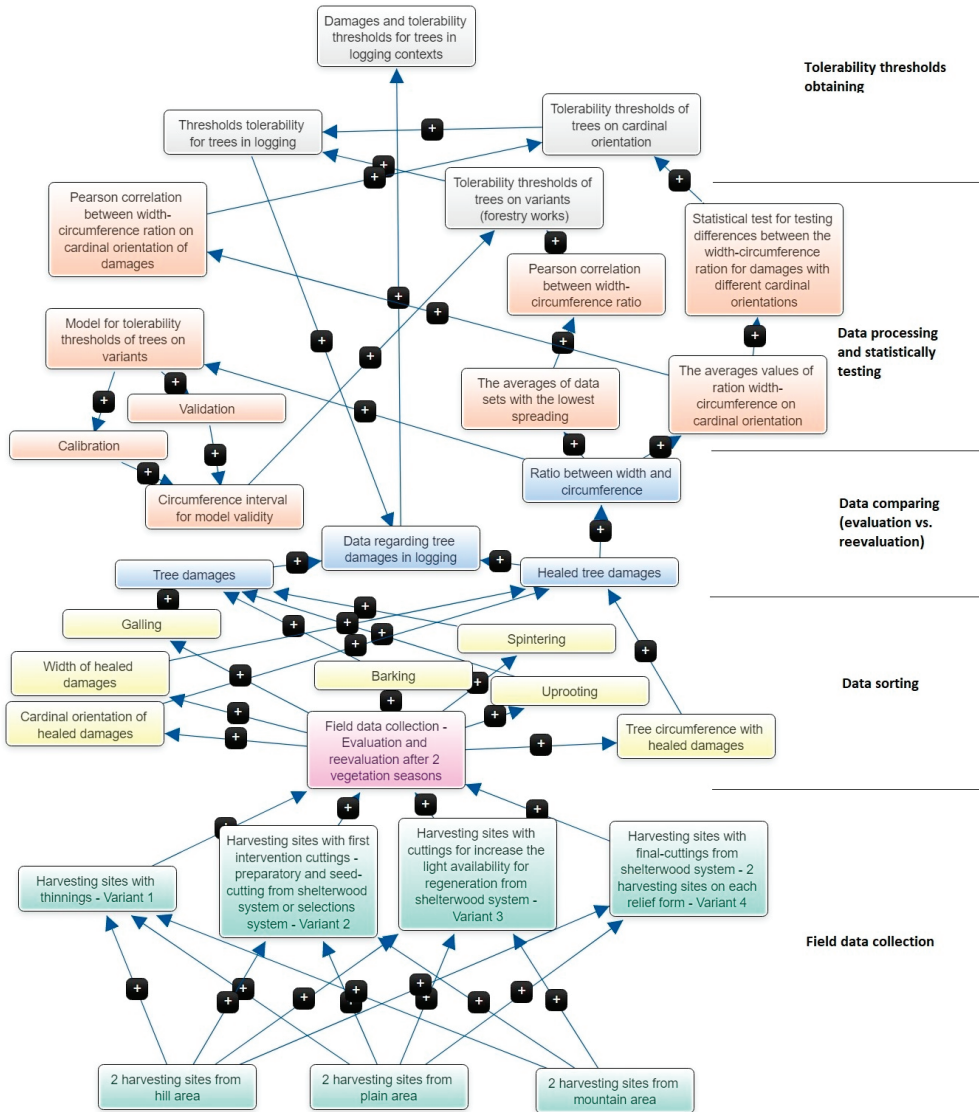 Damages and tolerability
thresholds for trees in
logging contexts
Tolerability thresholds
obtaining
Thresholds tolerability
for trees in logging
Tolerability thresholds of
trees on cardinal
orientation
Pearson correlation
between width-
circumference ration on
cardinal orientation of
damages
Tolerability thresholds of
trees on variants
(forestry works)
Statistical test for testing
differences between the
width-circumference
ration for damages with
different cardinal
orientations
Pearson correlation
between width-
circumference ratio
Model for tolerability
thresholds of trees on
variants
Data processing
and statistically
testing
The averages of data
sets with the lowest
spreading
The averages values of
ration width-
circumference on
cardinal orientation
Validation
Calibration
Circumference interval
for model validity
Ratio between width and
circumference
Data comparing
(evaluation vs.
reevaluation)
Data regarding tree
damages in logging
Tree damages
Healed tree damages
Galling
Spintering
Width of healed
damages
Barking
Uprooting
Data sorting
Cardinal orientation of
healed damages
Field data collection -
Evaluation and
reevaluation after 2
vegetation seasons
Tree circumference with
healed damages
Harvesting sites with
thinnings - Variant 1
Harvesting sites with first
intervention cuttings -
preparatory and seed-
cutting from shelterwood
system or selections
system - Variant 2
Harvesting sites with
cuttings for increase the
light availability for
regeneration from
shelterwood system -
Variant 3
Harvesting sites with
final-cuttings from
shelterwood system - 2
harvesting sites on each
relief form - Variant 4
Field data collection
2 harvesting sites from
hill area
2 harvesting sites from
plain area
2 harvesting sites from
mountain area